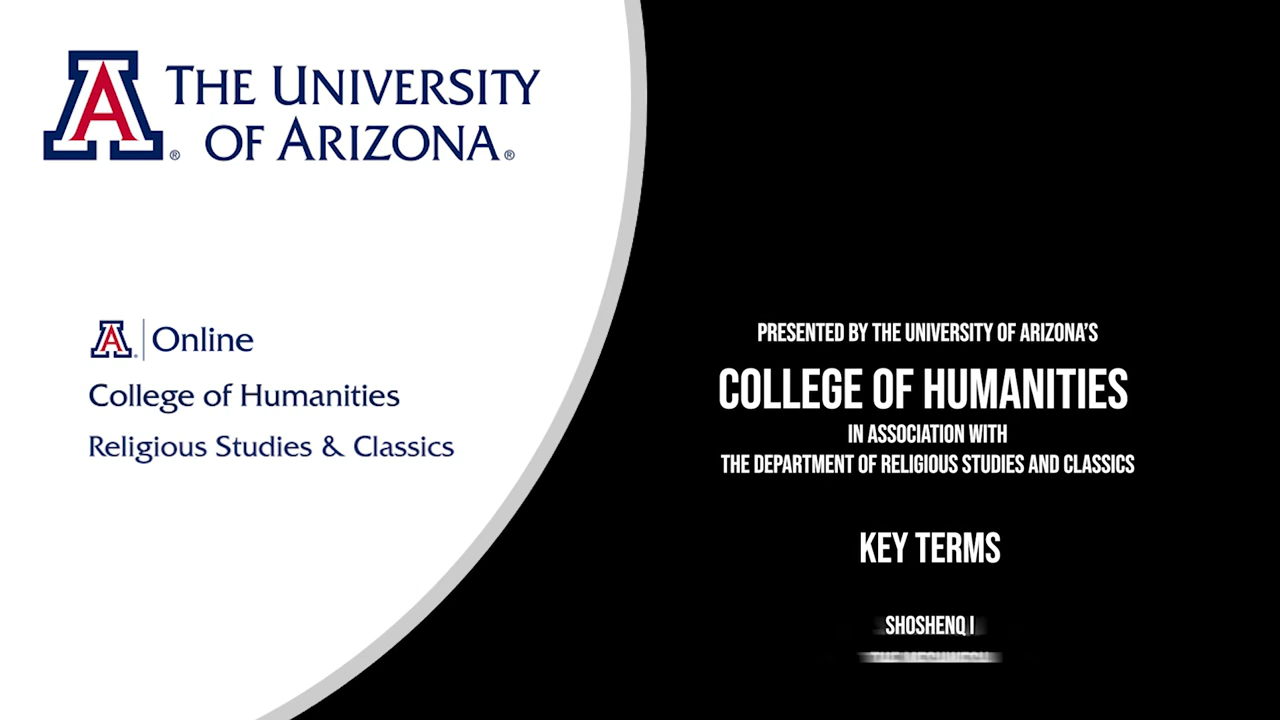 THE UNIVERSITY
OF ARIZONA®
A® | Online
College of Humanities
Religious Studies & Classics
PRESENTED BY THE UNIVERSITY OF ARIZONA'S
COLLEGE OF HUMANITIES
IN ASSOCIATION WITH
THE DEPARTMENT OF RELIGIOUS STUDIES AND CLASSICS
KEY TERMS
SHOSHENQ I